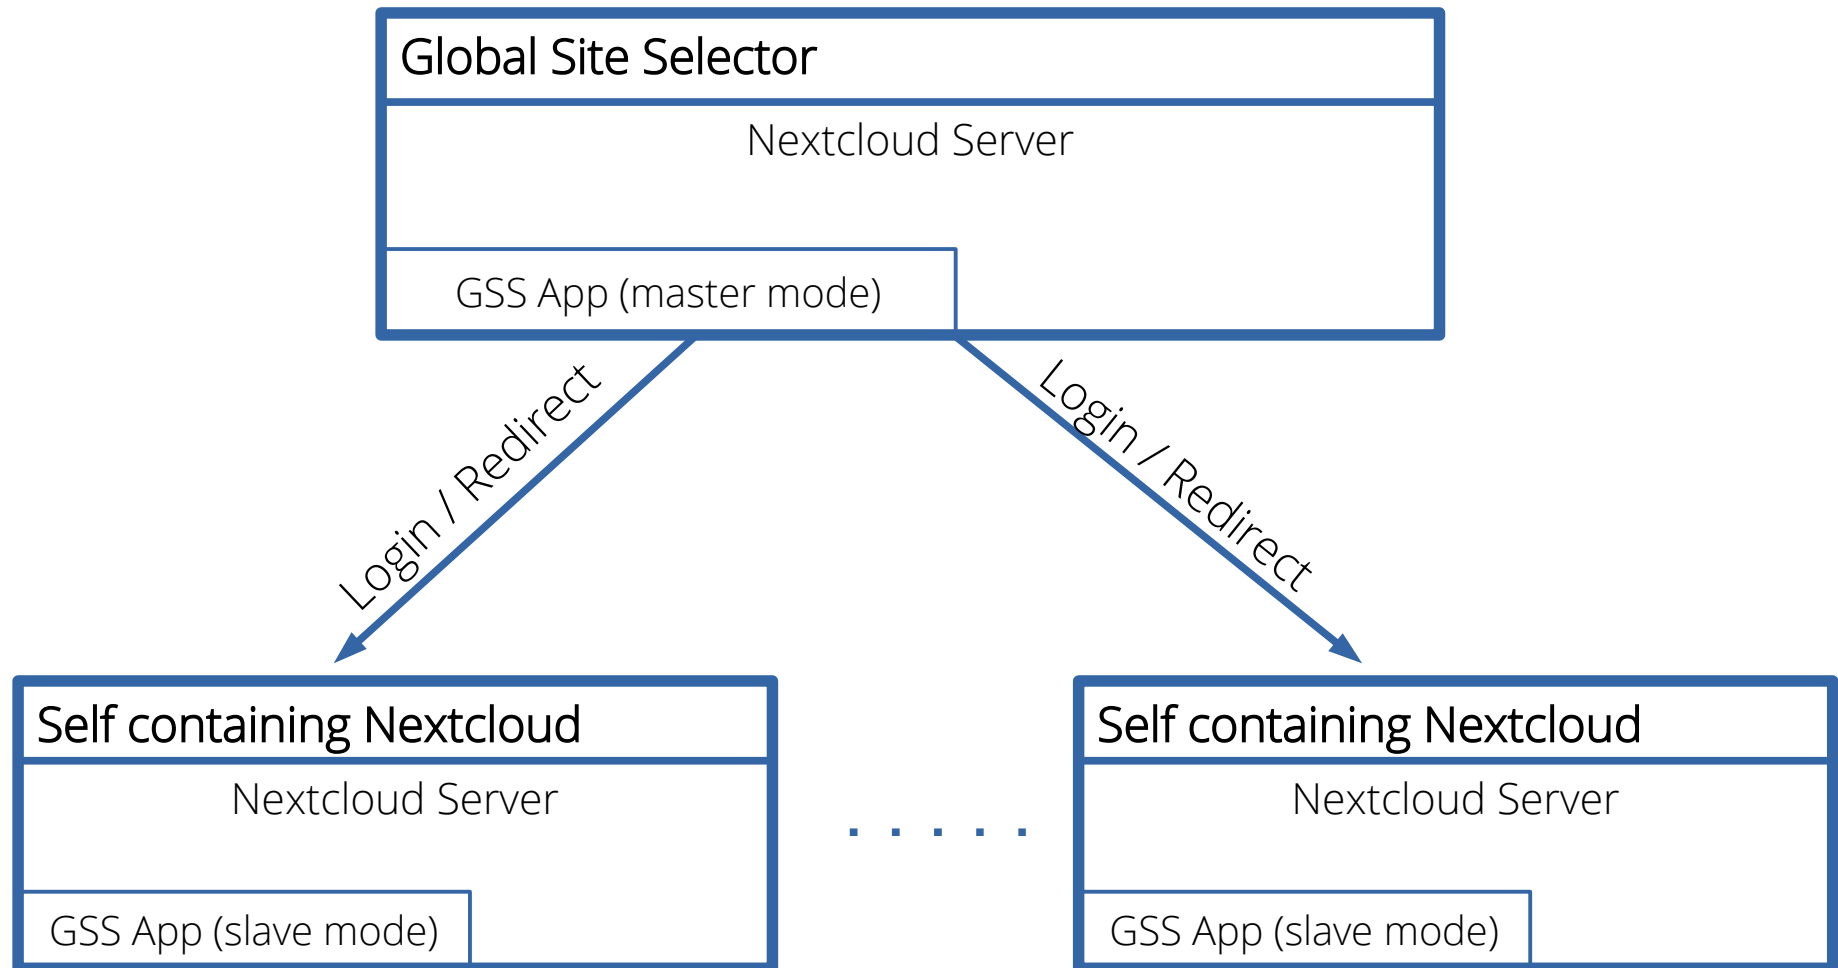 Global Site Selector
Nextcloud Server
GSS App (master mode)
Login / Redirect
Login / Redirect
Self containing Nextcloud
Nextcloud Server
GSS App (slave mode)
Self containing Nextcloud
Nextcloud Server
GSS App (slave mode)